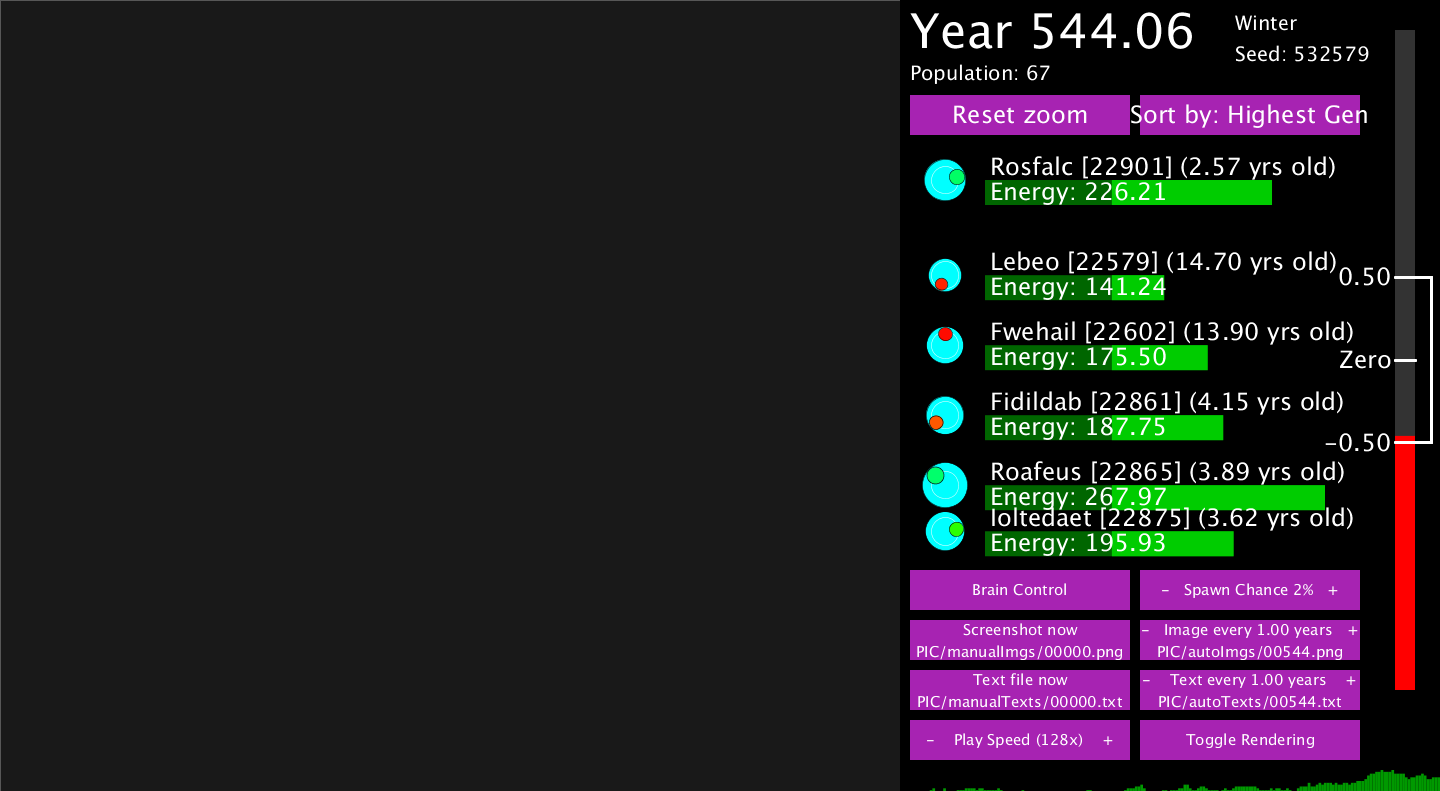 Year 544.06
Winter
Seed: 532579
Population: 67
Reset zoom
Sort by: Highest Gen
Rosfalc [22901] (2.57 yrs old)
Energy: 226.21
Lebeo [22579] (14.70 yrs old)
Energy: 141.24
0.50
Fwehail [22602] (13.90 yrs old)
Energy: 175.50
Zero
Fidildab [22861] (4.15 yrs old)
Energy: 187.75
-0.50
Roafeus [22865] (3.89 yrs old)
Energy: 267.97
Ioltedaet [22875] (3.62 yrs old)
Energy: 195.93
Brain Control
- Spawn Chance 2% +
Screenshot now
PIC/manualImgs/00000.png
- Image every 1.00 years +
PIC/autoImgs/00544.png
Text file now
PIC/manualTexts/00000.txt
- Text every 1.00 years +
PIC/autoTexts/00544.txt
- Play Speed (128x) +
Toggle Rendering